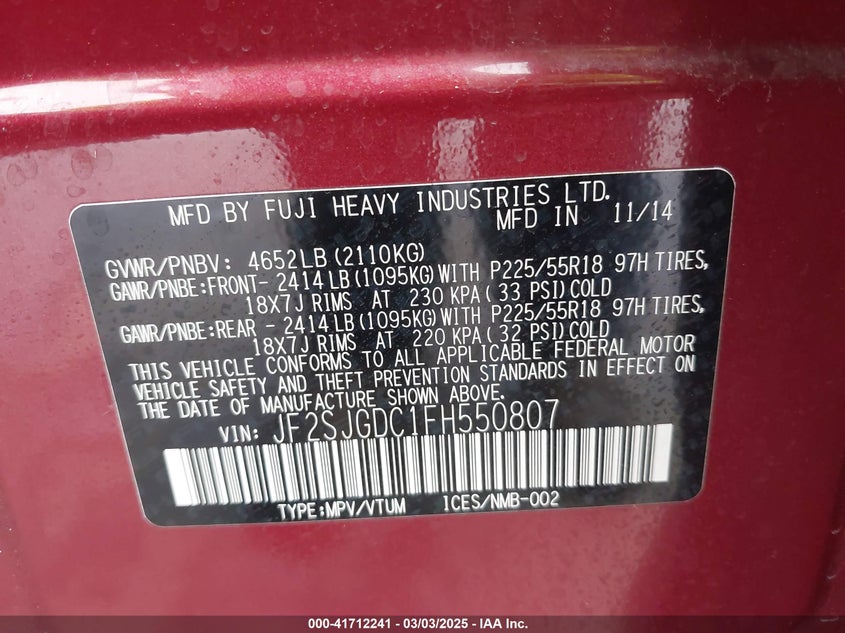 MFD BY FUJI HEAVY INDUSTRIES LTD.
MFD IN 11/14
GVWR/PNBV: 4652LB(2110KG)
GAWR/PNBE:FRONT- 2414LB(1095KG)WITH P225/55R18 97H TIRES,
18X7J RIMS AT 230 KPA( 33 PSI)COLD
GAWR/PNBE:REAR - 2414LB(1095KG)WITH P225/55R18 97H TIRES,
18X7J RIMS AT 220 KPA( 32 PSI)COLD
THIS VEHICLE CONFORMS TO ALL APPLICABLE FEDERAL MOTOR
VEHICLE SAFETY AND THEFT PREVENTION STANDARDS IN EFFECT ON
THE DATE OF MANUFACTURE SHOWN ABOVE.
VIN: JF2SJGDC1FH550807
TYPE:MPV/VTUM ICES/NMB-002
000-41712241 - 03/03/2025 - IAA Inc.